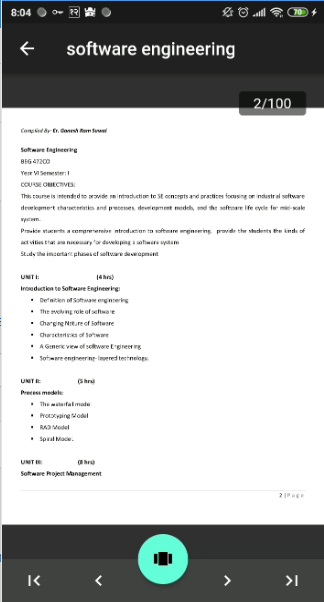 8:04
70
software engineering
2/100
Compiled By: Er. Ganesh Ram Suwal
Software Engineering
BEG 472CO
Year VI Semester: I
COURSE OBJECTIVES:
This course is intended to provide an introduction to SE concepts and practices focusing on industrial software
development characteristics and processes, development models, and the software life cycle for mid-scale
system.
Provide students a comprehensive introduction to software engineering, provide the students the kinds of
activities that are necessary for developing a software system
Study the important phases of software development
UNIT I: (4 hrs)
Introduction to Software Engineering:
• Definition of Software engineering
• The evolving role of software
• Changing Nature of Software
• Characteristics of Software
• A Generic view of software Engineering
• Software engineering- layered technology.
UNIT II: (5 hrs)
Process models:
• The waterfall model
• Prototyping Model
• RAD Model
• Spiral Model.
UNIT III: (8 hrs)
Software Project Management
2 | Page